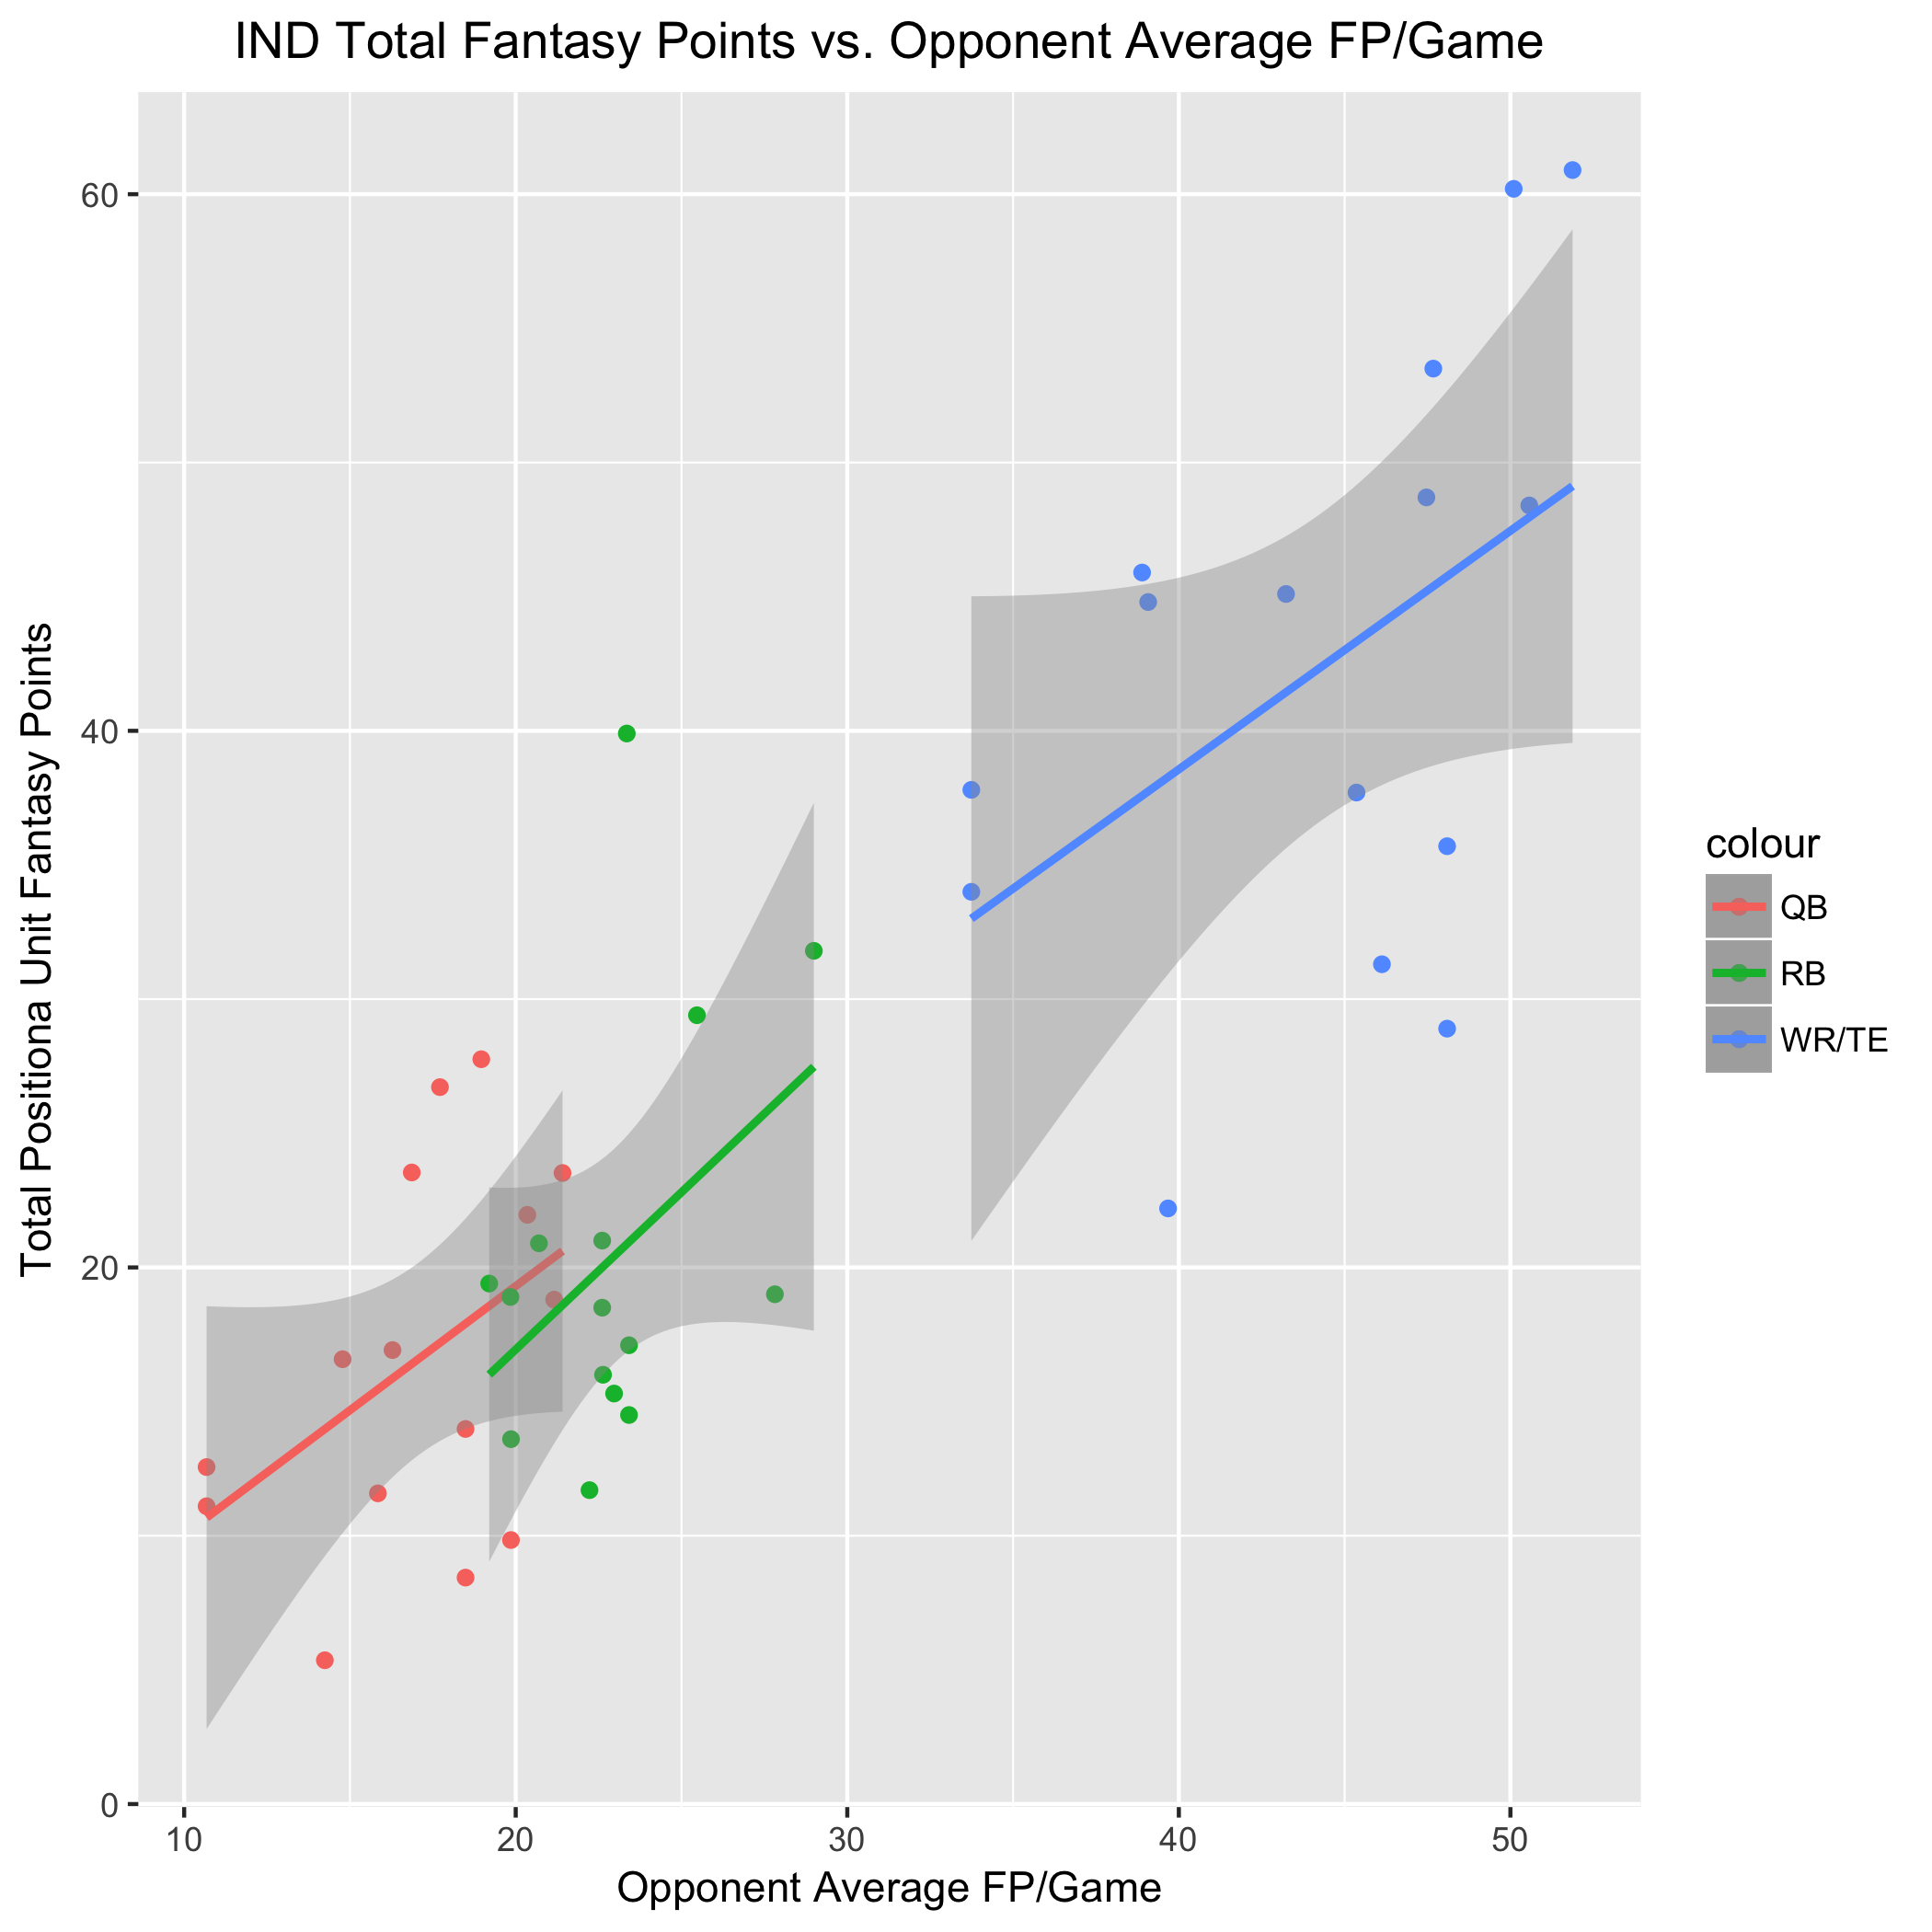 IND Total Fantasy Points vs. Opponent Average FP/Game
Total Positiona Unit Fantasy Points
60
40
20
0
10 20 30 40 50
Opponent Average FP/Game
colour
QB
RB
WR/TE